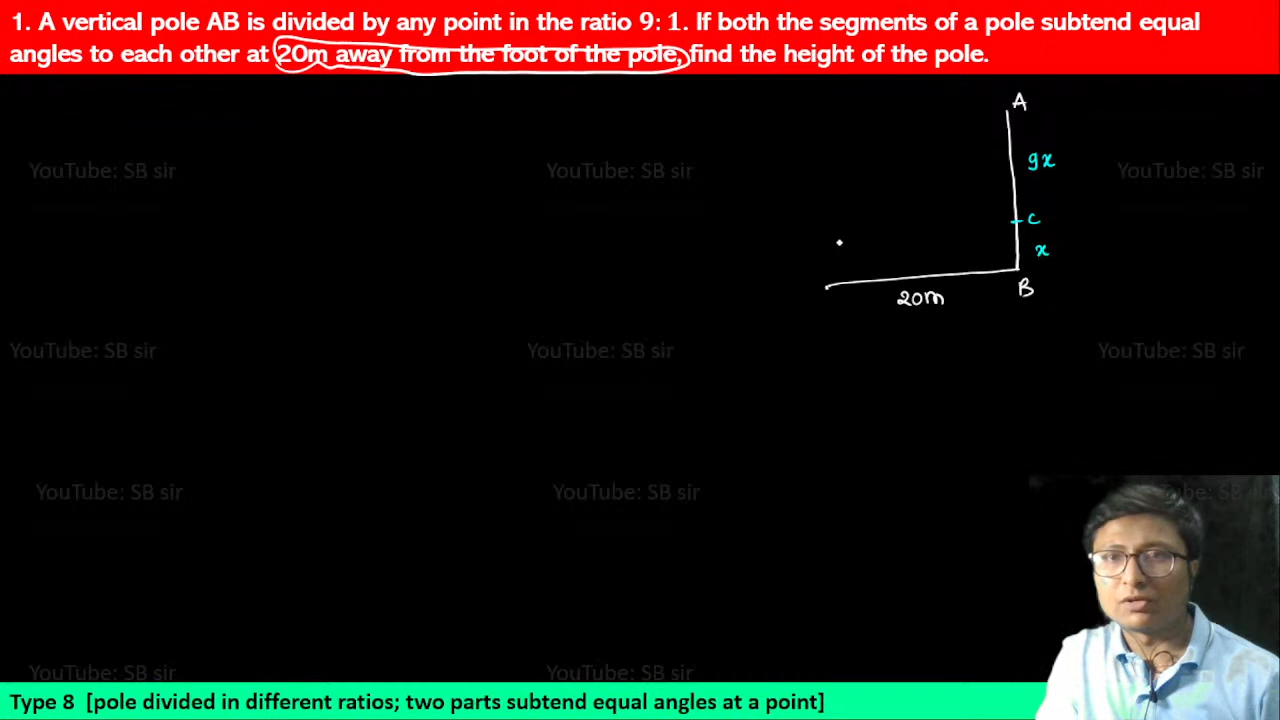 1. A vertical pole AB is divided by any point in the ratio 9: 1. If both the segments of a pole subtend equal
angles to each other at 20m away from the foot of the pole, find the height of the pole.
A
YouTube: SB sir
YouTube: SB sir
9x
YouTube: SB sir
C
x
20m
B
YouTube: SB sir
YouTube: SB sir
YouTube: SB sir
YouTube: SB sir
YouTube: SB sir
YouTube: SB sir
YouTube: SB sir
Type 8 [pole divided in different ratios; two parts subtend equal angles at a point]